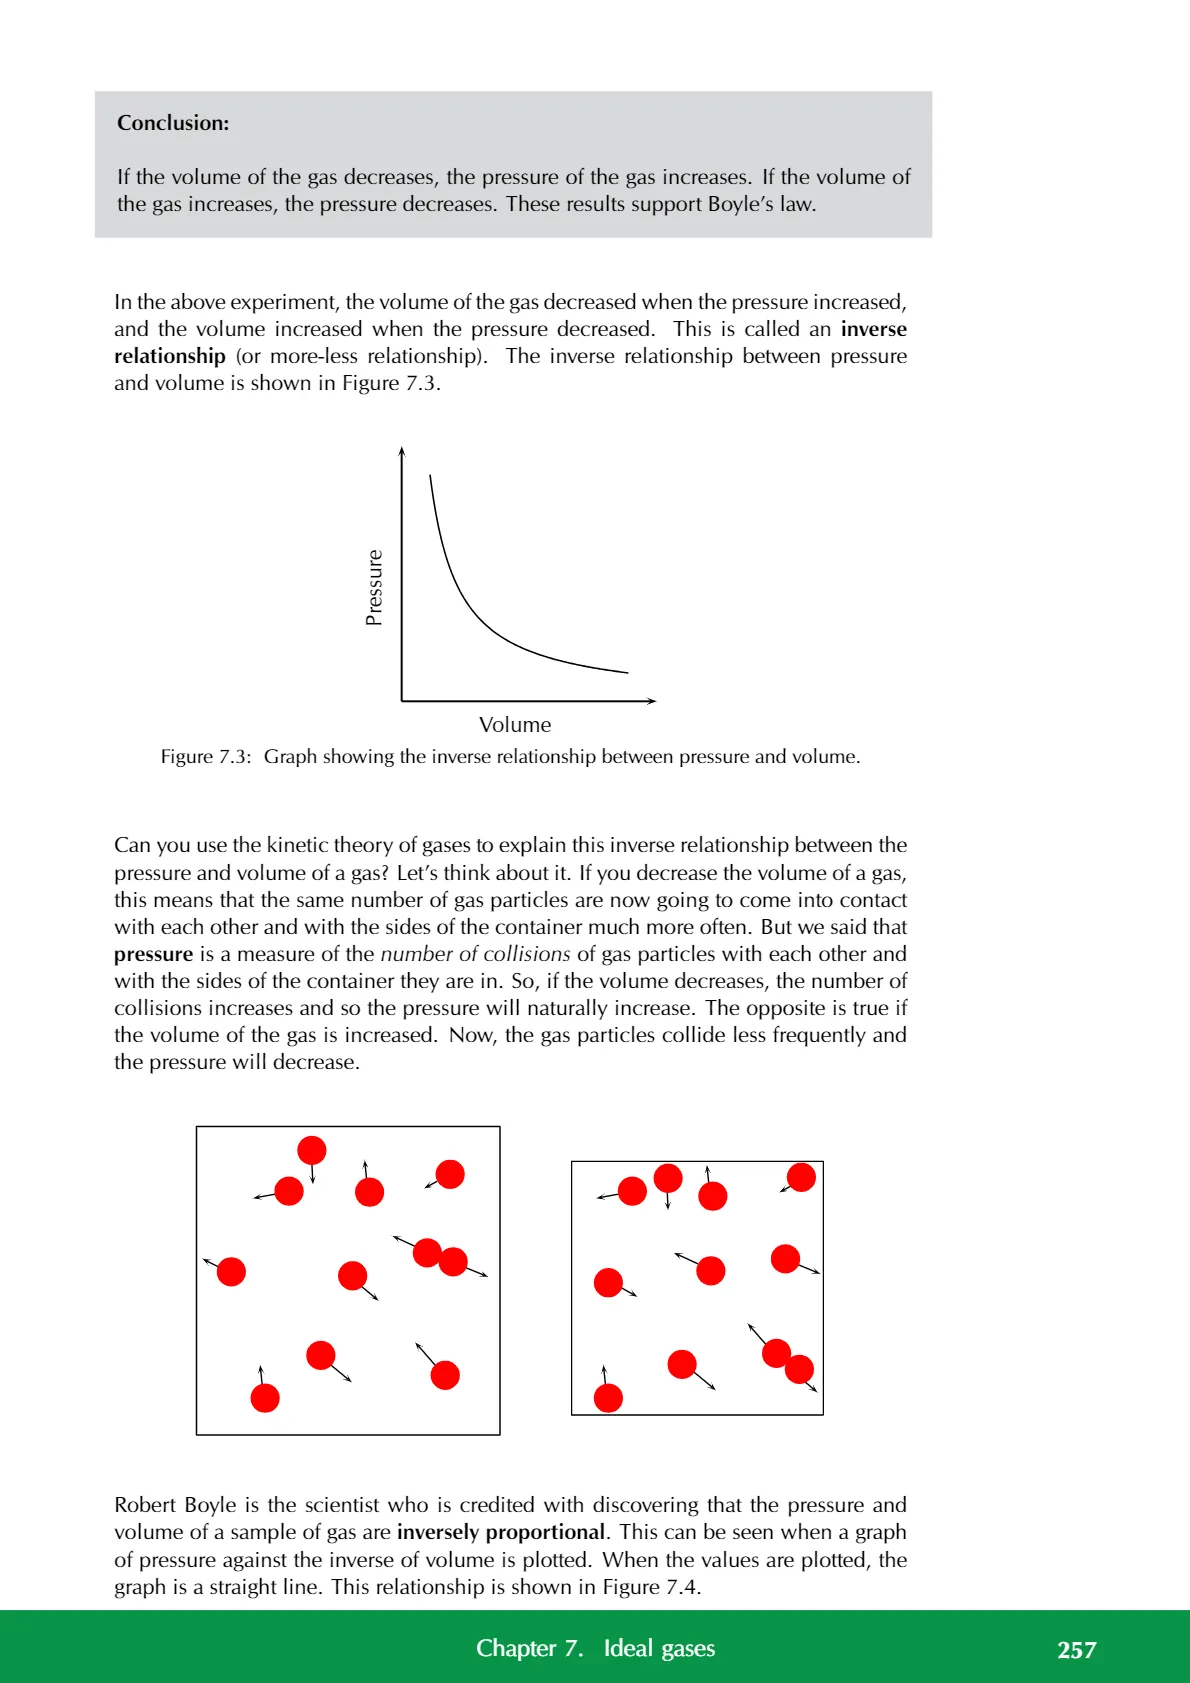 Conclusion:
If the volume of the gas decreases, the pressure of the gas increases. If the volume of
the gas increases, the pressure decreases. These results support Boyle’s law.
In the above experiment, the volume of the gas decreased when the pressure increased,
and the volume increased when the pressure decreased. This is called an inverse
relationship (or more-less relationship). The inverse relationship between pressure
and volume is shown in Figure 7.3.
Pressure
Volume
Figure 7.3: Graph showing the inverse relationship between pressure and volume.
Can you use the kinetic theory of gases to explain this inverse relationship between the
pressure and volume of a gas? Let’s think about it. If you decrease the volume of a gas,
this means that the same number of gas particles are now going to come into contact
with each other and with the sides of the container much more often. But we said that
pressure is a measure of the number of collisions of gas particles with each other and
with the sides of the container they are in. So, if the volume decreases, the number of
collisions increases and so the pressure will naturally increase. The opposite is true if
the volume of the gas is increased. Now, the gas particles collide less frequently and
the pressure will decrease.
Robert Boyle is the scientist who is credited with discovering that the pressure and
volume of a sample of gas are inversely proportional. This can be seen when a graph
of pressure against the inverse of volume is plotted. When the values are plotted, the
graph is a straight line. This relationship is shown in Figure 7.4.
Chapter 7. Ideal gases
257